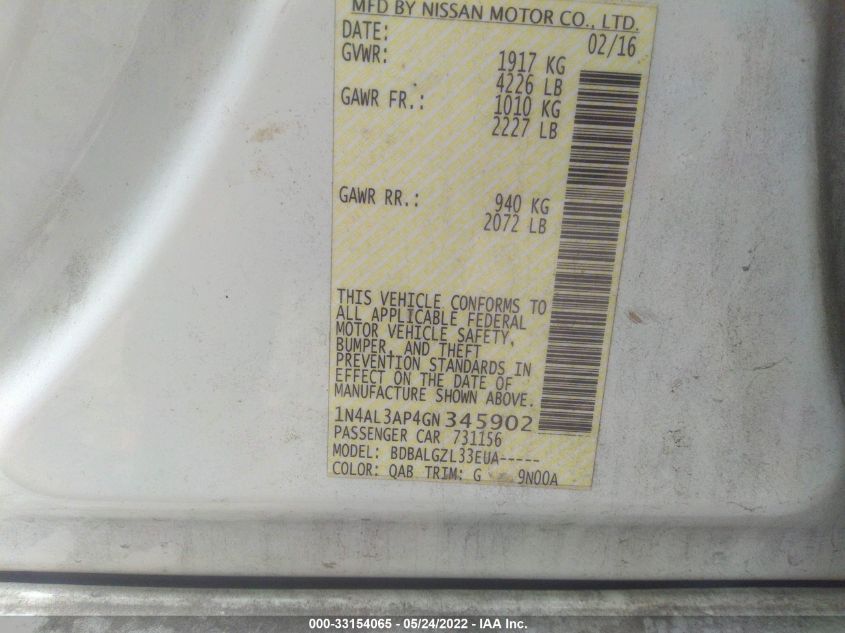 MFD BY NISSAN MOTOR CO., LTD.
DATE: 02/16
GVWR: 1917 KG
4226 LB
GAWR FR.: 1010 KG
2227 LB
GAWR RR.: 940 KG
2072 LB
THIS VEHICLE CONFORMS TO
ALL APPLICABLE FEDERAL
MOTOR VEHICLE SAFETY,
BUMPER, AND THEFT
PREVENTION STANDARDS IN
EFFECT ON THE DATE OF
MANUFACTURE SHOWN ABOVE.
1N4AL3AP4GN345902
PASSENGER CAR 731156
MODEL: BDBALGZL33EUA-----
COLOR: QAB TRIM: G 9N00A
000-33154065 - 05/24/2022 - IAA Inc.